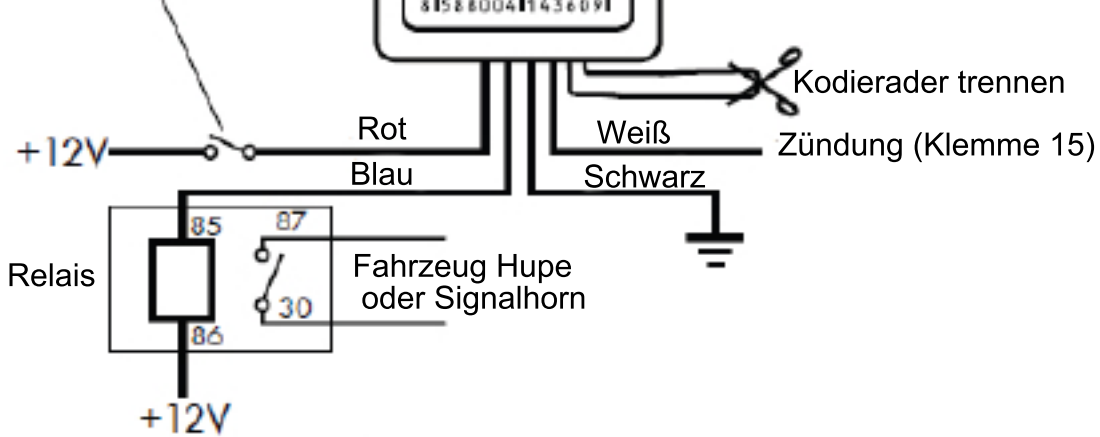 8588004143609
Kodierader trennen
Rot
Weiß
+12V
Zündung (Klemme 15)
Blau
Schwarz
85
87
Relais
Fahrzeug Hupe
oder Signalhorn
30
86
+12V